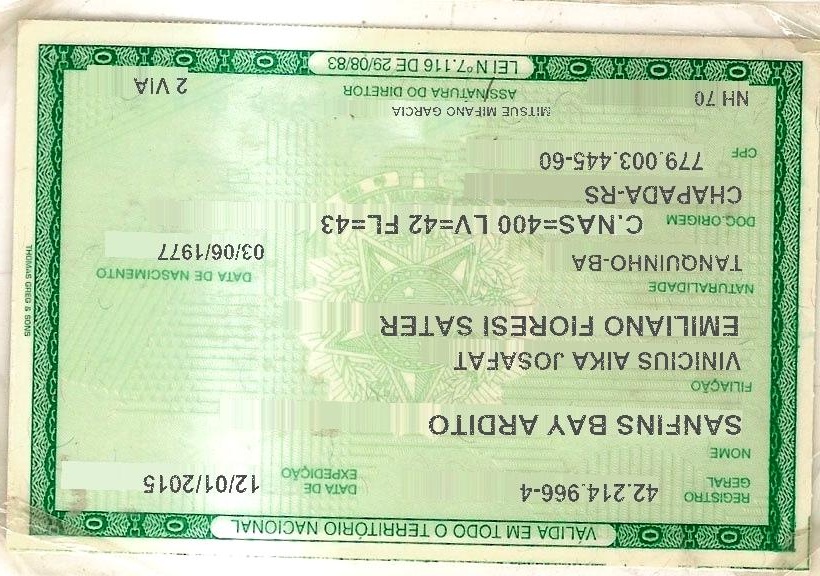 VÁLIDA EM TODO O TERRITÓRIO NACIONAL
REGISTRO GERAL 42.214.966-4 DATA DE EXPEDIÇÃO 12/01/2015
NOME
SANFINS BAY ARDITO
FILIAÇÃO
VINICIUS AIKA JOSAFAT
EMILIANO FIORESI SATER
NATURALIDADE
TANQUINHO-BA
DATA DE NASCIMENTO
03/06/1977
DOC.ORIGEM C.NAS=400 LV=42 FL=43
CHAPADA-RS
CPF 779.003.445-60
MITSUE MIFANO GARCIA
NH 70 ASSINATURA DO DIRETOR 2 VIA
LEI Nº 7.116 DE 29/08/83
THOMAS GREG & SONS